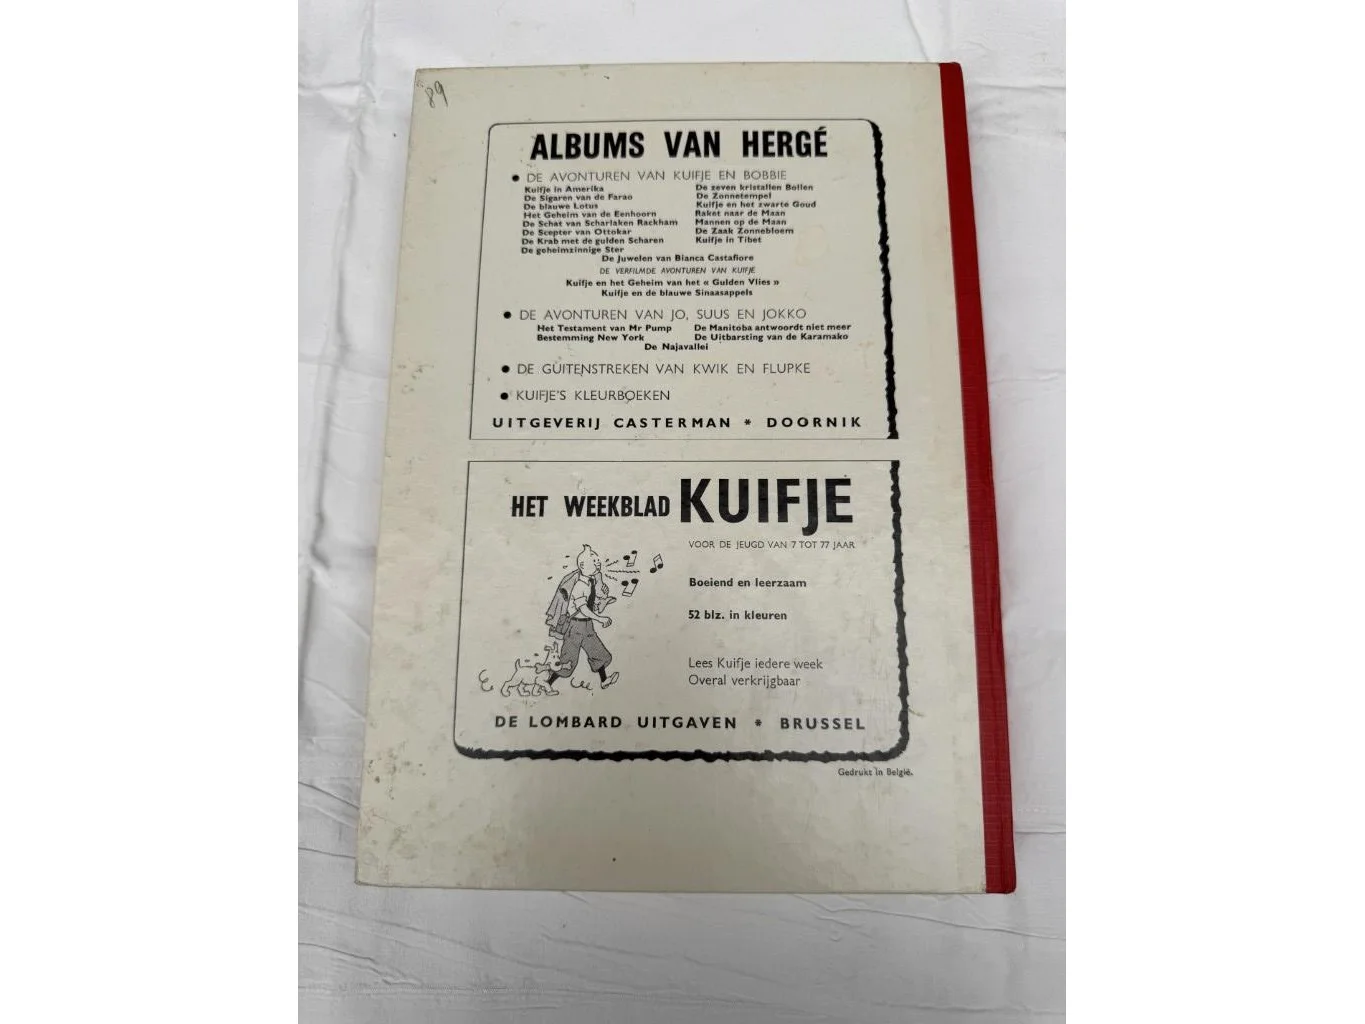 89
ALBUMS VAN HERGÉ
● DE AVONTUREN VAN KUIFJE EN BOBBIE
Kuifje in Amerika
De Sigaren van de Farao
De blauwe Lotus
Het Geheim van de Eenhoorn
De Schat van Scharlaken Rackham
De Scepter van Ottokar
De Krab met de gulden Scharen
De geheimzinnige Ster
De zeven kristallen Bollen
De Zonnetempel
Kuifje en het zwarte Goud
Raket naar de Maan
Mannen op de Maan
De Zaak Zonnebloem
Kuifje in Tibet
De Juwelen van Bianca Castafiore
DE VERFILMDE AVONTUREN VAN KUIFJE
Kuifje en het Geheim van het « Gulden Vlies »
Kuifje en de blauwe Sinaasappels
● DE AVONTUREN VAN JO, SUUS EN JOKKO
Het Testament van Mr Pump
Bestemming New York
De Manitoba antwoordt niet meer
De Uitbarsting van de Karamako
De Najavallei
● DE GUITENSTREKEN VAN KWIK EN FLUPKE
● KUIFJE'S KLEURBOEKEN
UITGEVERIJ CASTERMAN * DOORNIK
HET WEEKBLAD KUIFJE
VOOR DE JEUGD VAN 7 TOT 77 JAAR
Boeiend en leerzaam
52 blz. in kleuren
Lees Kuifje iedere week
Overal verkrijgbaar
DE LOMBARD UITGAVEN * BRUSSEL
Gedrukt in België.